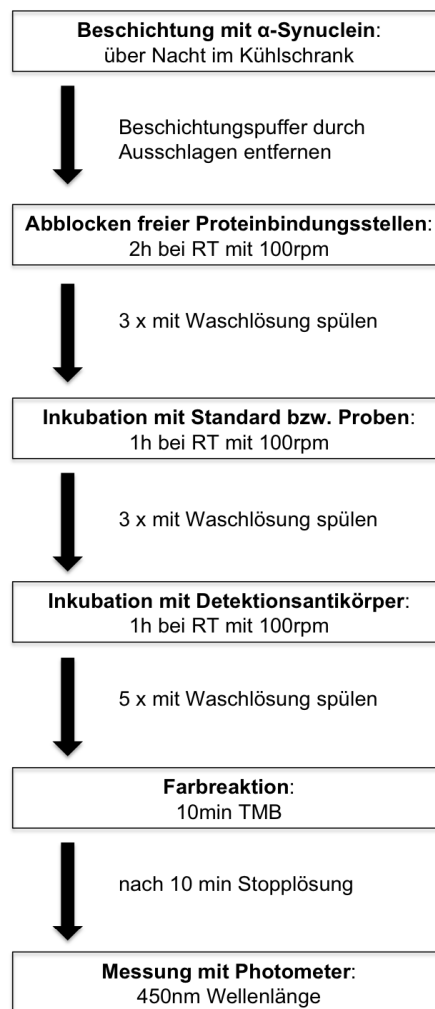 Beschichtung mit α-Synuclein:
über Nacht im Kühlschrank
Beschichtungspuffer durch
Ausschlagen entfernen
Abblocken freier Proteinbindungsstellen:
2h bei RT mit 100rpm
3 x mit Waschlösung spülen
Inkubation mit Standard bzw. Proben:
1h bei RT mit 100rpm
3 x mit Waschlösung spülen
Inkubation mit Detektionsantikörper:
1h bei RT mit 100rpm
5 x mit Waschlösung spülen
Farbreaktion:
10min TMB
nach 10 min Stopplösung
Messung mit Photometer:
450nm Wellenlänge